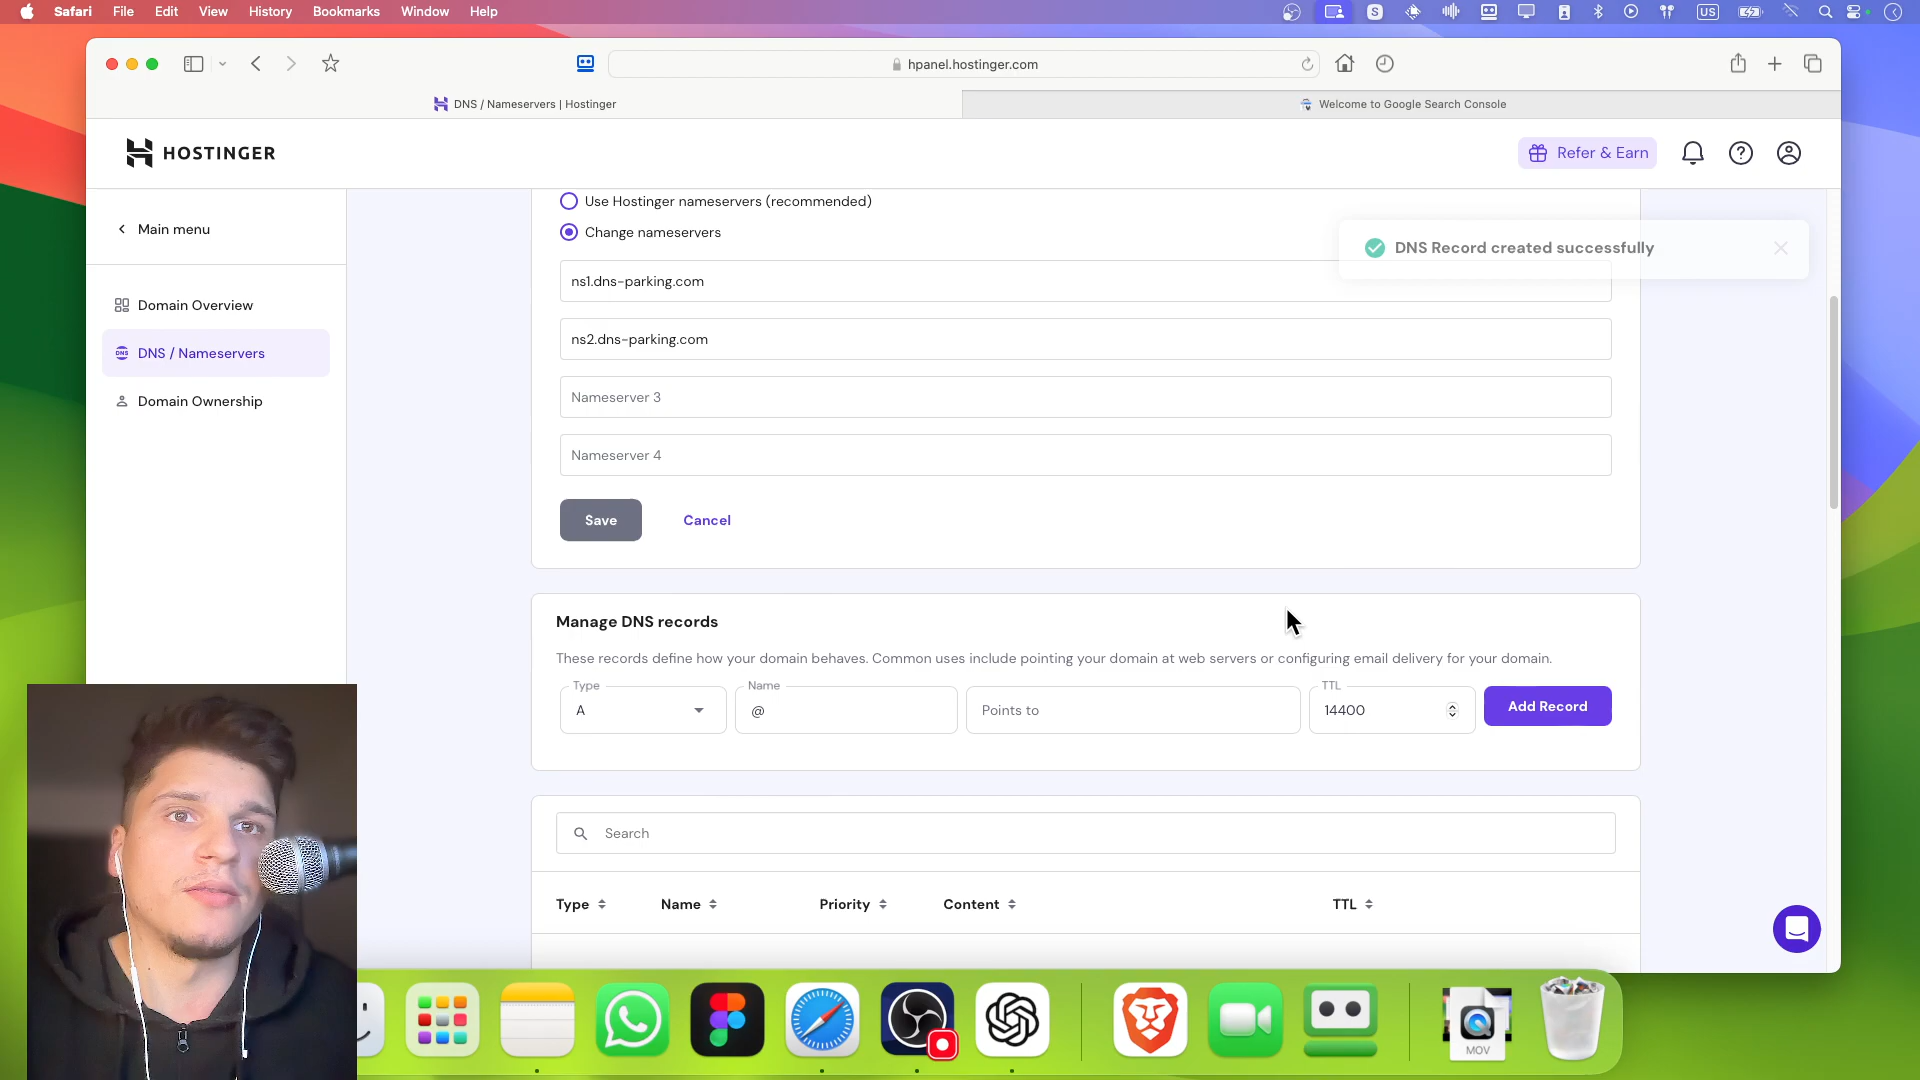 Safari File Edit View History Bookmarks Window Help
S US
hpanel.hostinger.com
DNS / Nameservers | Hostinger
Welcome to Google Search Console
HOSTINGER
Refer & Earn
Main menu
Domain Overview
DNS DNS / Nameservers
Domain Ownership
Use Hostinger nameservers (recommended)
Change nameservers
DNS Record created successfully
ns1.dns-parking.com
ns2.dns-parking.com
Nameserver 3
Nameserver 4
Save Cancel
Manage DNS records
These records define how your domain behaves. Common uses include pointing your domain at web servers or configuring email delivery for your domain.
Type Name TTL
A @ Points to 14400 Add Record
Search
Type Name Priority Content TTL
MOV